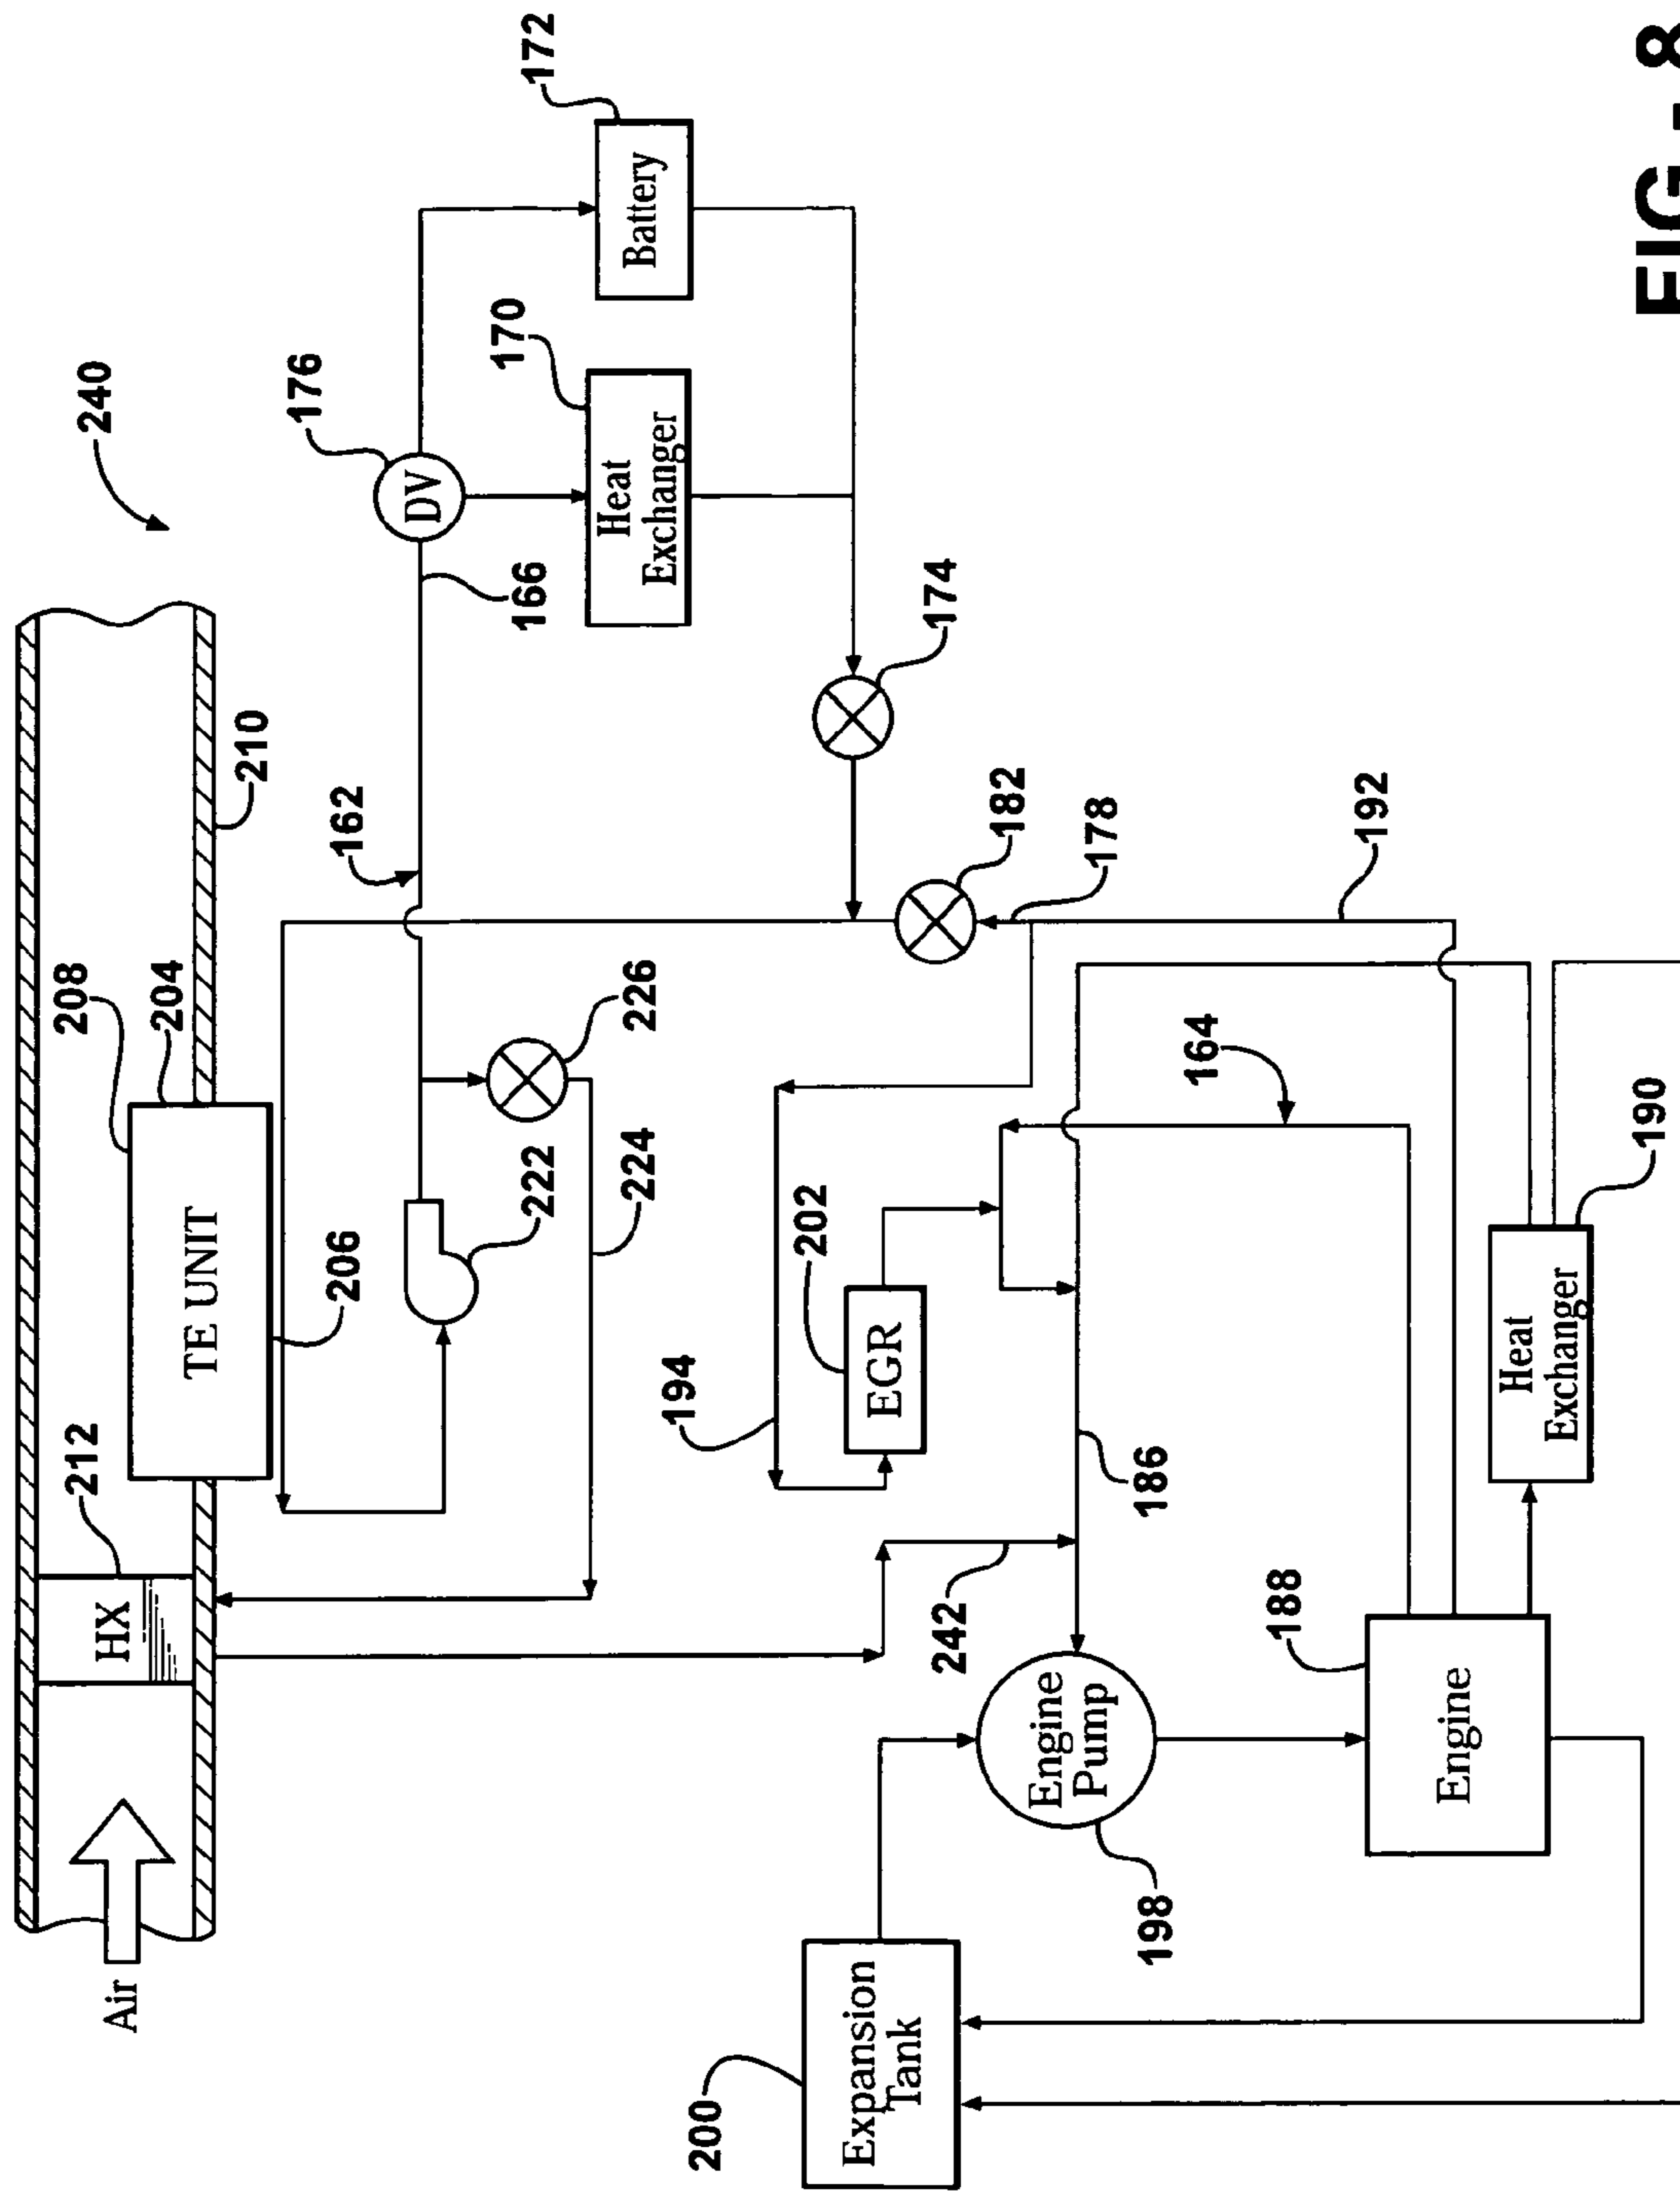 240
208
212
204
HX
Air
TE UNIT
210
176
206
162
DV
170
166
172
222
Heat
Exchanger
Battery
224
226
194
200
202
Expansion
Tank
EGR
174
242
182
Engine
Pump
178
186
198
164
188
192
Engine
Heat
Exchanger
190
FIG - 8